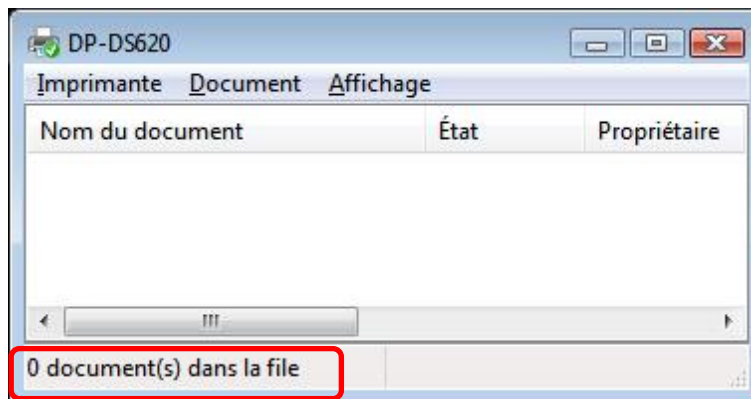 DP-DS620
Imprimante Document Affichage
Nom du document État Propriétaire
0 document(s) dans la file